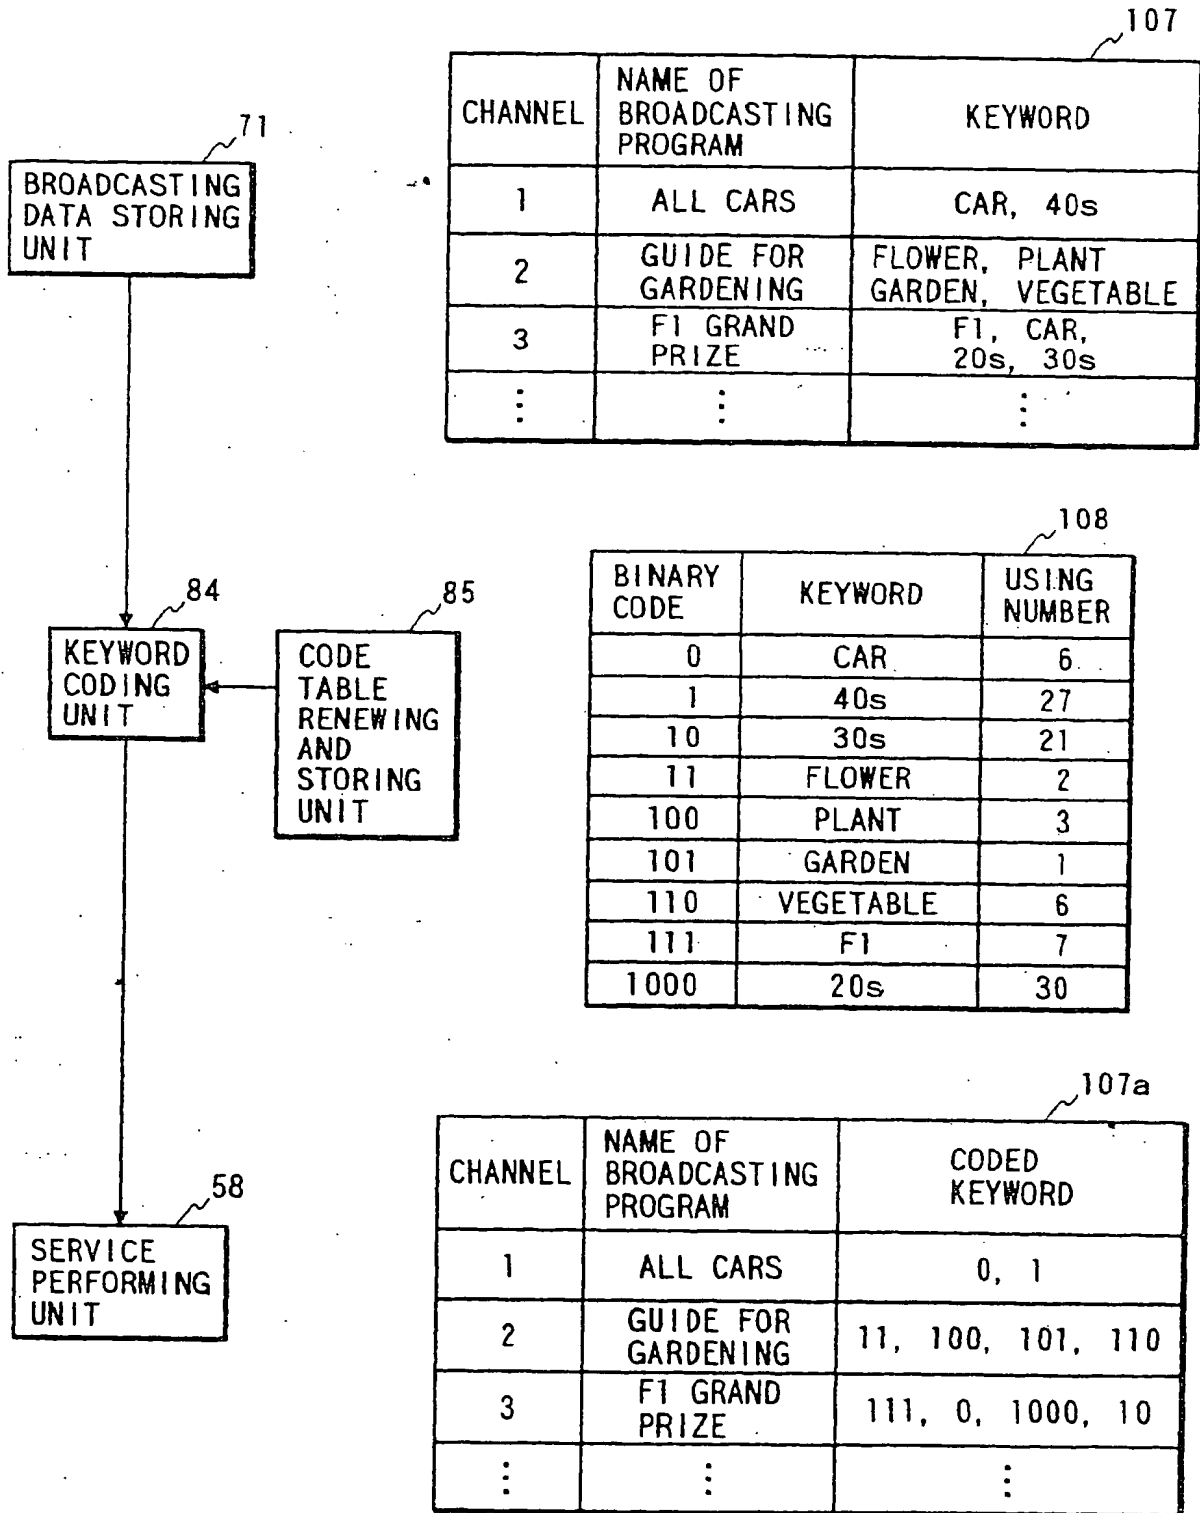 107
CHANNEL
NAME OF
BROADCASTING
PROGRAM
KEYWORD
1
ALL CARS
CAR, 40s
2
GUIDE FOR
GARDENING
FLOWER, PLANT
GARDEN, VEGETABLE
3
F1 GRAND
PRIZE
F1, CAR,
20s, 30s
71
BROADCASTING
DATA STORING
UNIT
84
KEYWORD
CODING
UNIT
85
CODE
TABLE
RENEWING
AND
STORING
UNIT
108
BINARY
CODE
KEYWORD
USING
NUMBER
0 CAR 6
1 40s 27
10 30s 21
11 FLOWER 2
100 PLANT 3
101 GARDEN 1
110 VEGETABLE 6
111 F1 7
1000 20s 30
58
SERVICE
PERFORMING
UNIT
107a
CHANNEL
NAME OF
BROADCASTING
PROGRAM
CODED
KEYWORD
1
ALL CARS
0, 1
2
GUIDE FOR
GARDENING
11, 100, 101, 110
3
F1 GRAND
PRIZE
111, 0, 1000, 10